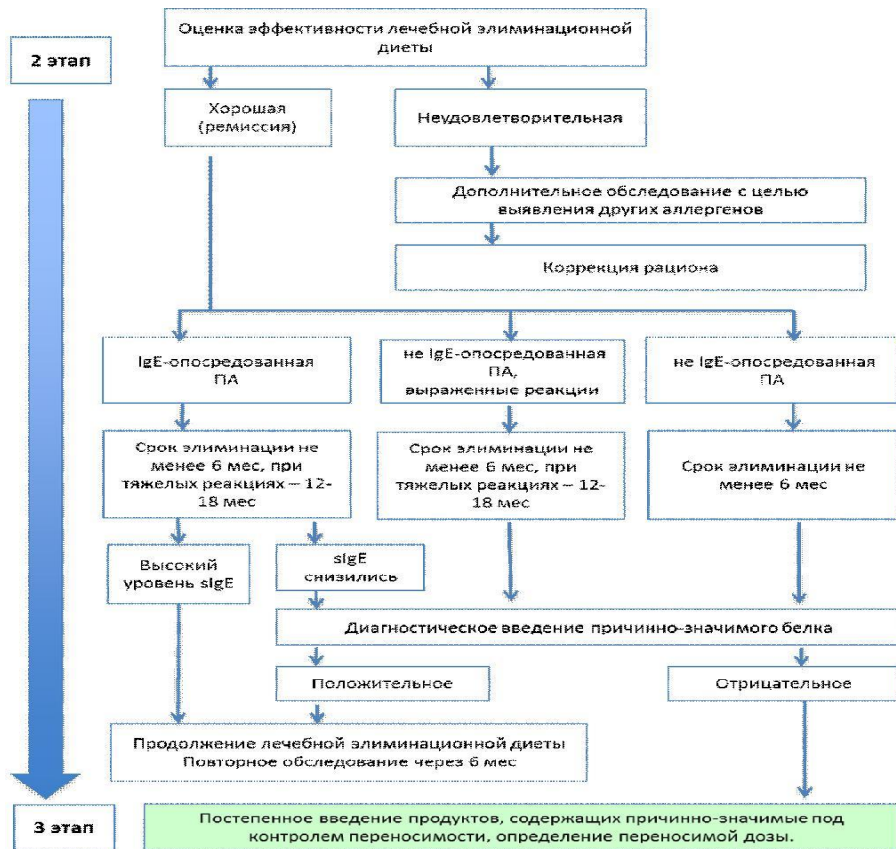 Оценка эффективности лечебной элиминационной
диеты
2 этап
Хорошая
(ремиссия)
Неудовлетворительная
Дополнительное обследование с целью
выявления других аллергенов
Коррекция рациона
IgE-опосредованная
ПА
не IgE-опосредованная
ПА,
выраженные реакции
не IgE-опосредованная
ПА
Срок элиминации не
менее 6 мес, при
тяжелых реакциях – 12-
18 мес
Срок элиминации не
менее 6 мес, при
тяжелых реакциях – 12-
18 мес
Срок элиминации не
менее 6 мес
Высокий
уровень sIgE
sIgE
снизились
Диагностическое введение причинно-значимого белка
Положительное
Отрицательное
Продолжение лечебной элиминационной диеты
Повторное обследование через 6 мес
3 этап
Постепенное введение продуктов, содержащих причинно-значимые под
контролем переносимости, определение переносимой дозы.